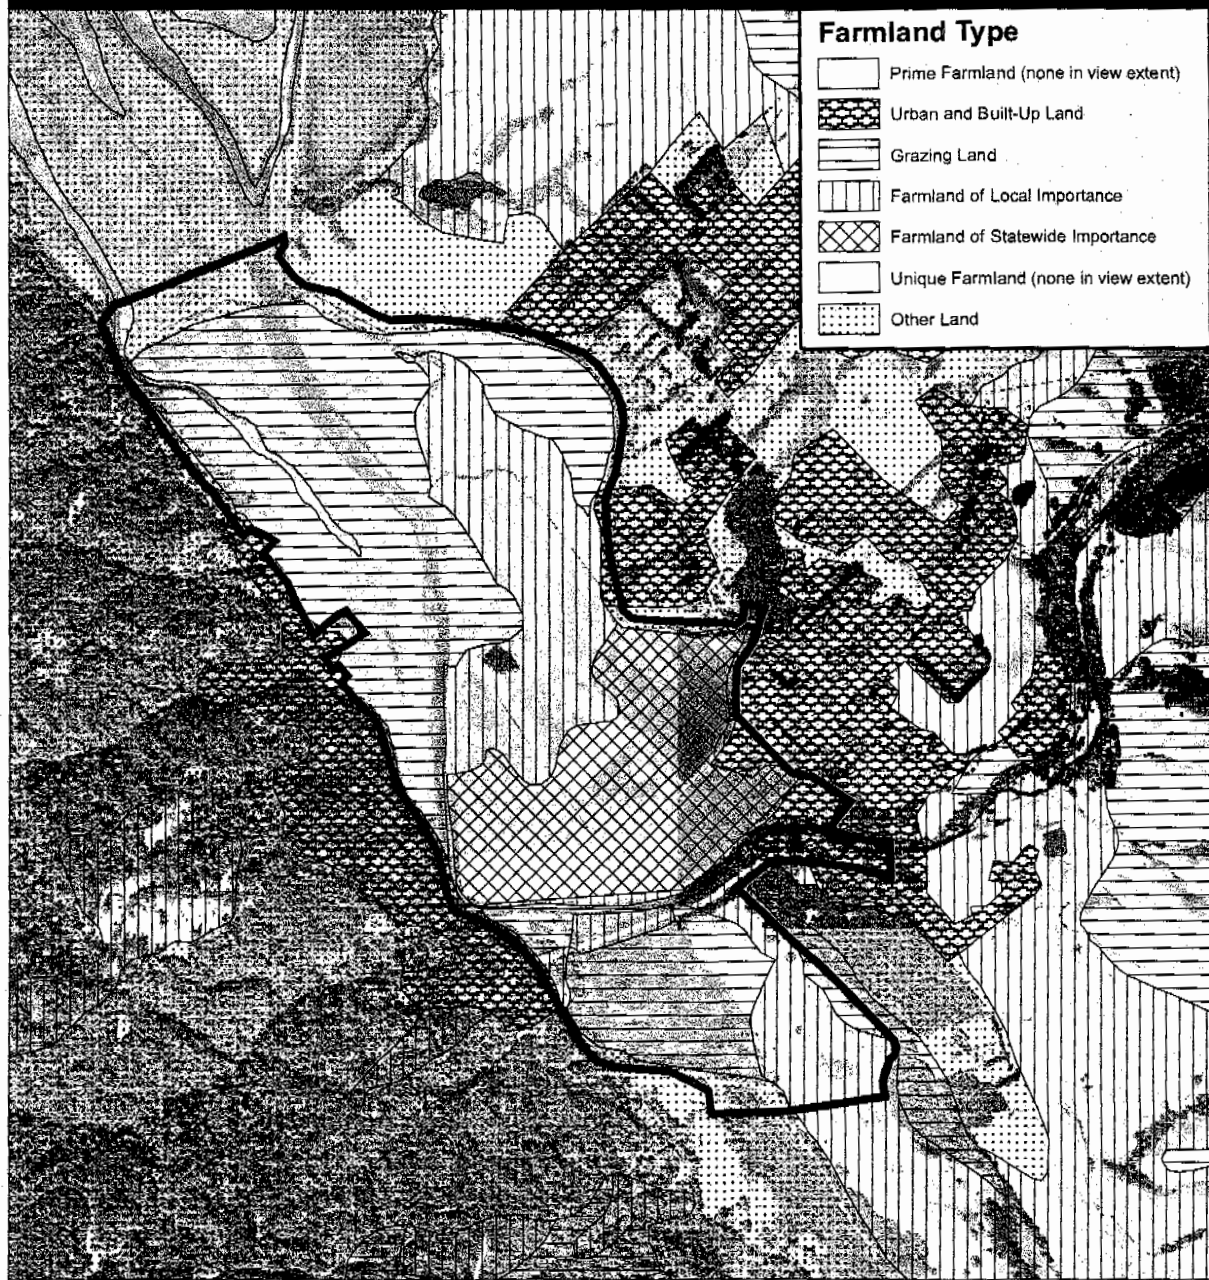 Farmland Type
Prime Farmland (none in view extent)
Urban and Built-Up Land
Grazing Land
Farmland of Local Importance
Farmland of Statewide Importance
Unique Farmland (none in view extent)
Other Land